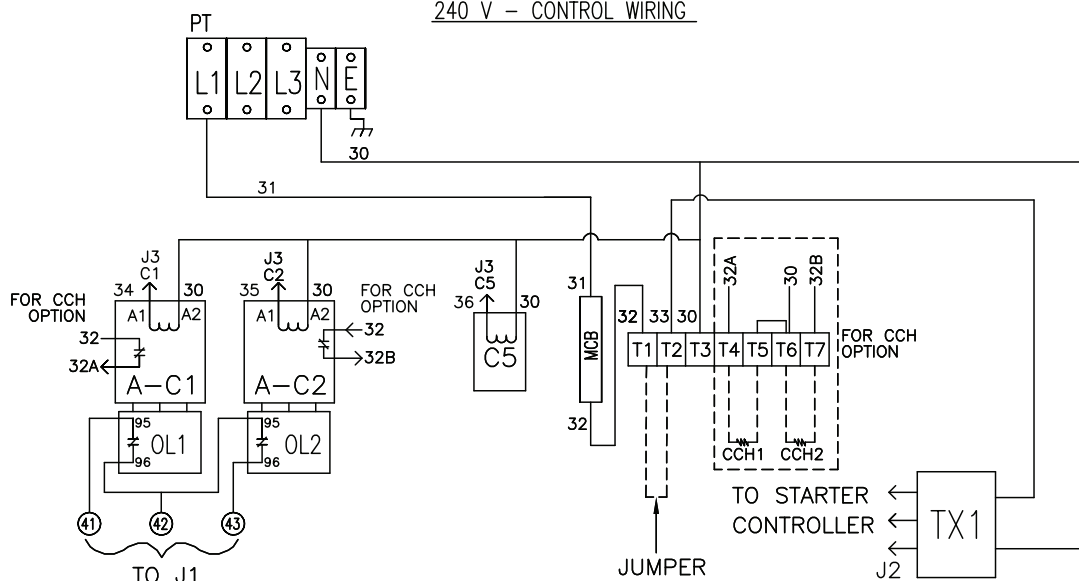 240 V - CONTROL WIRING
PT
L1 L2 L3 N E
30
31
J3
C1
34 30
FOR CCH
OPTION
A1 A2
32
32A
A-C1
95
OL1
96
J3
C2
35 30
FOR CCH
OPTION
A1 A2
32
32B
A-C2
95
OL2
96
41 42 43
TO J1
J3
C5
36 30
C5
31
MCB
32
32 33 30
32A 30 32B
T1 T2 T3 T4 T5 T6 T7
FOR CCH
OPTION
CCH1 CCH2
JUMPER
TO STARTER
CONTROLLER
J2
TX1